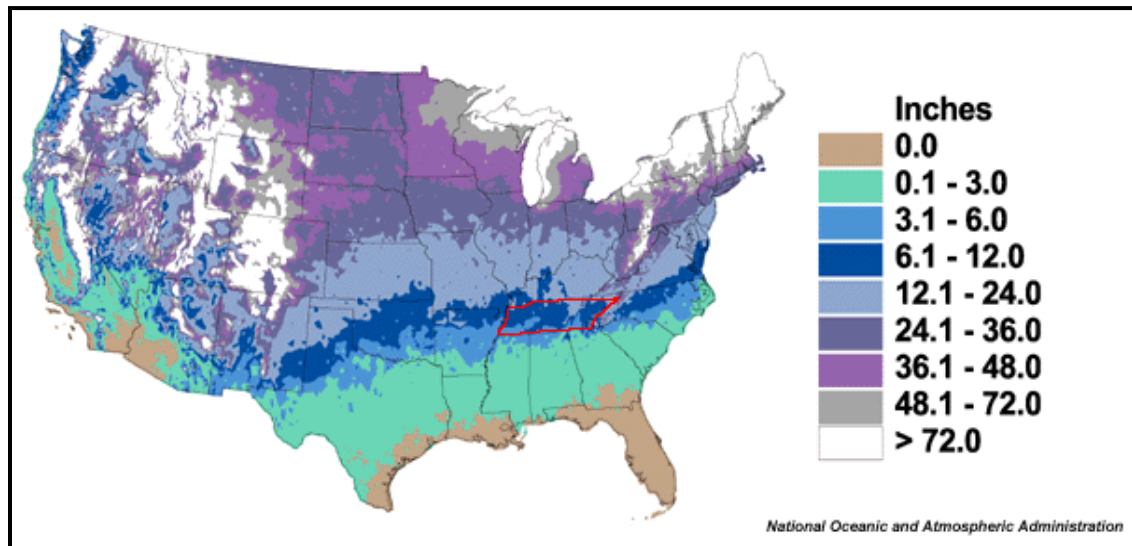 Inches
0.0
0.1 - 3.0
3.1 - 6.0
6.1 - 12.0
12.1 - 24.0
24.1 - 36.0
36.1 - 48.0
48.1 - 72.0
> 72.0
National Oceanic and Atmospheric Administration